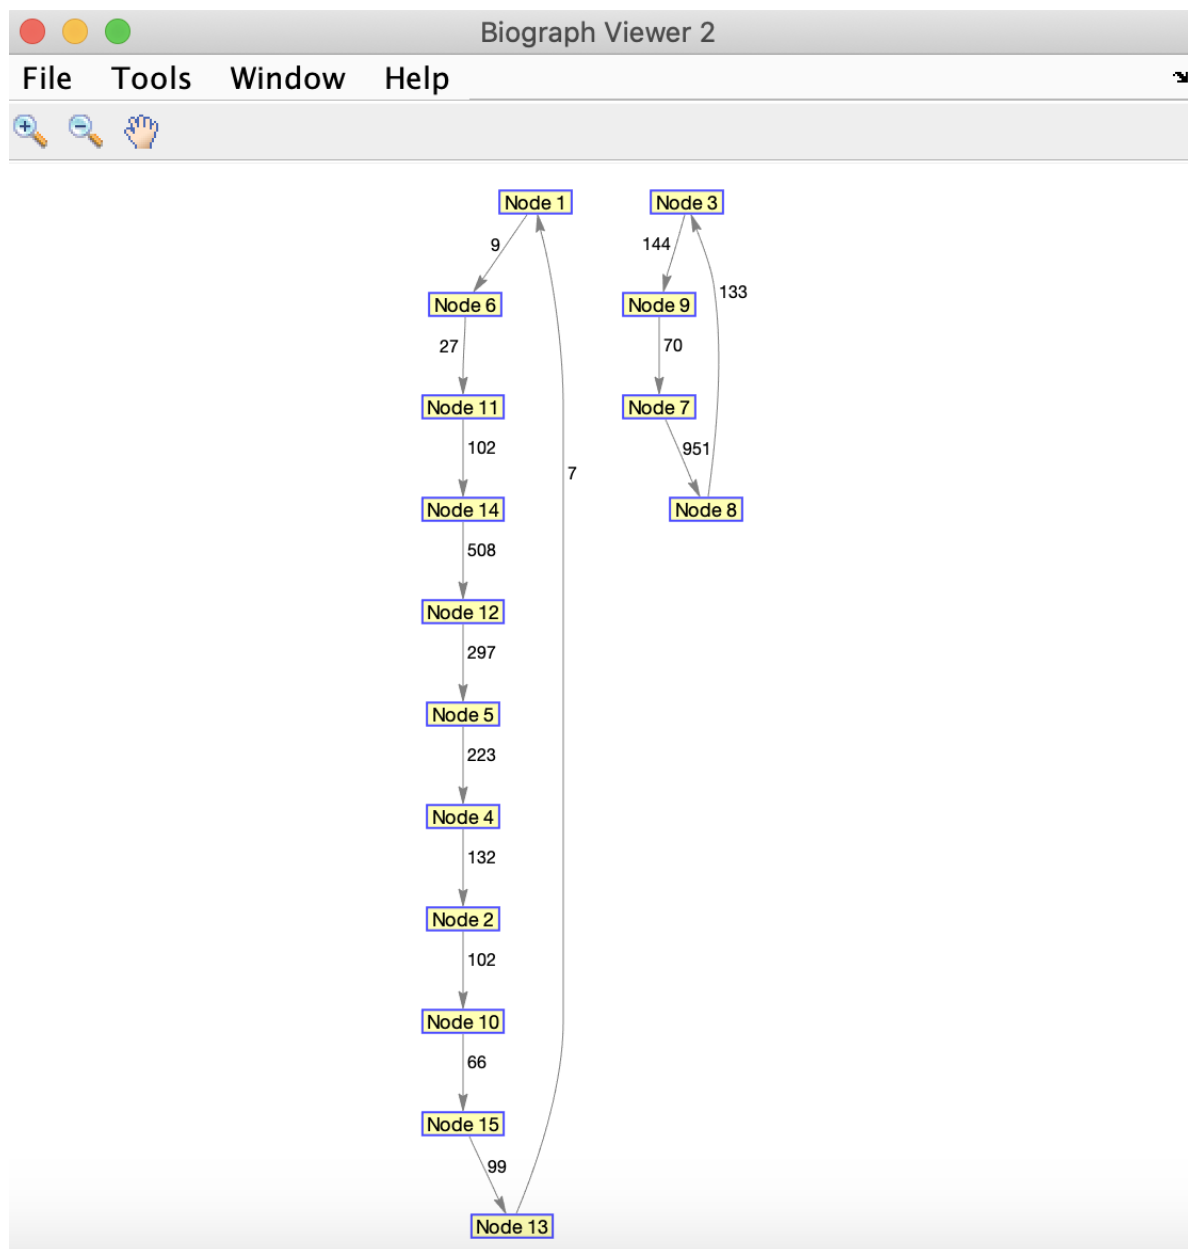 Biograph Viewer 2
File Tools Window Help
Node 1 Node 3
9 144
133
Node 6 Node 9
27 70
Node 11 Node 7
102 951
7
Node 14 Node 8
508
Node 12
297
Node 5
223
Node 4
132
Node 2
102
Node 10
66
Node 15
99
Node 13